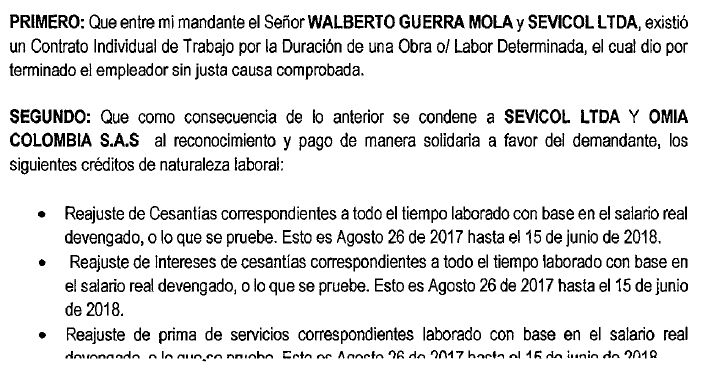 PRIMERO: Que entre mi mandante el Señor WALBERTO GUERRA MOLA y SEVICOL LTDA, existió
un Contrato Individual de Trabajo por la Duración de una Obra o/ Labor Determinada, el cual dio por
terminado el empleador sin justa causa comprobada.
SEGUNDO: Que como consecuencia de lo anterior se condene a SEVICOL LTDA Y OMIA
COLOMBIA S.A.S al reconocimiento y pago de manera solidaria a favor del demandante, los
siguientes créditos de naturaleza laboral:
• Reajuste de Cesantías correspondientes a todo el tiempo laborado con base en el salario real
devengado, o lo que se pruebe. Esto es Agosto 26 de 2017 hasta el 15 de junio de 2018.
• Reajuste de Intereses de cesantías correspondientes a todo el tiempo laborado con base en
el salario real devengado, o lo que se pruebe. Esto es Agosto 26 de 2017 hasta el 15 de junio
de 2018.
• Reajuste de prima de servicios correspondientes laborado con base en el salario real
devengado, o lo que se pruebe. Esto es Agosto 26 de 2017 hasta el 15 de junio de 2018